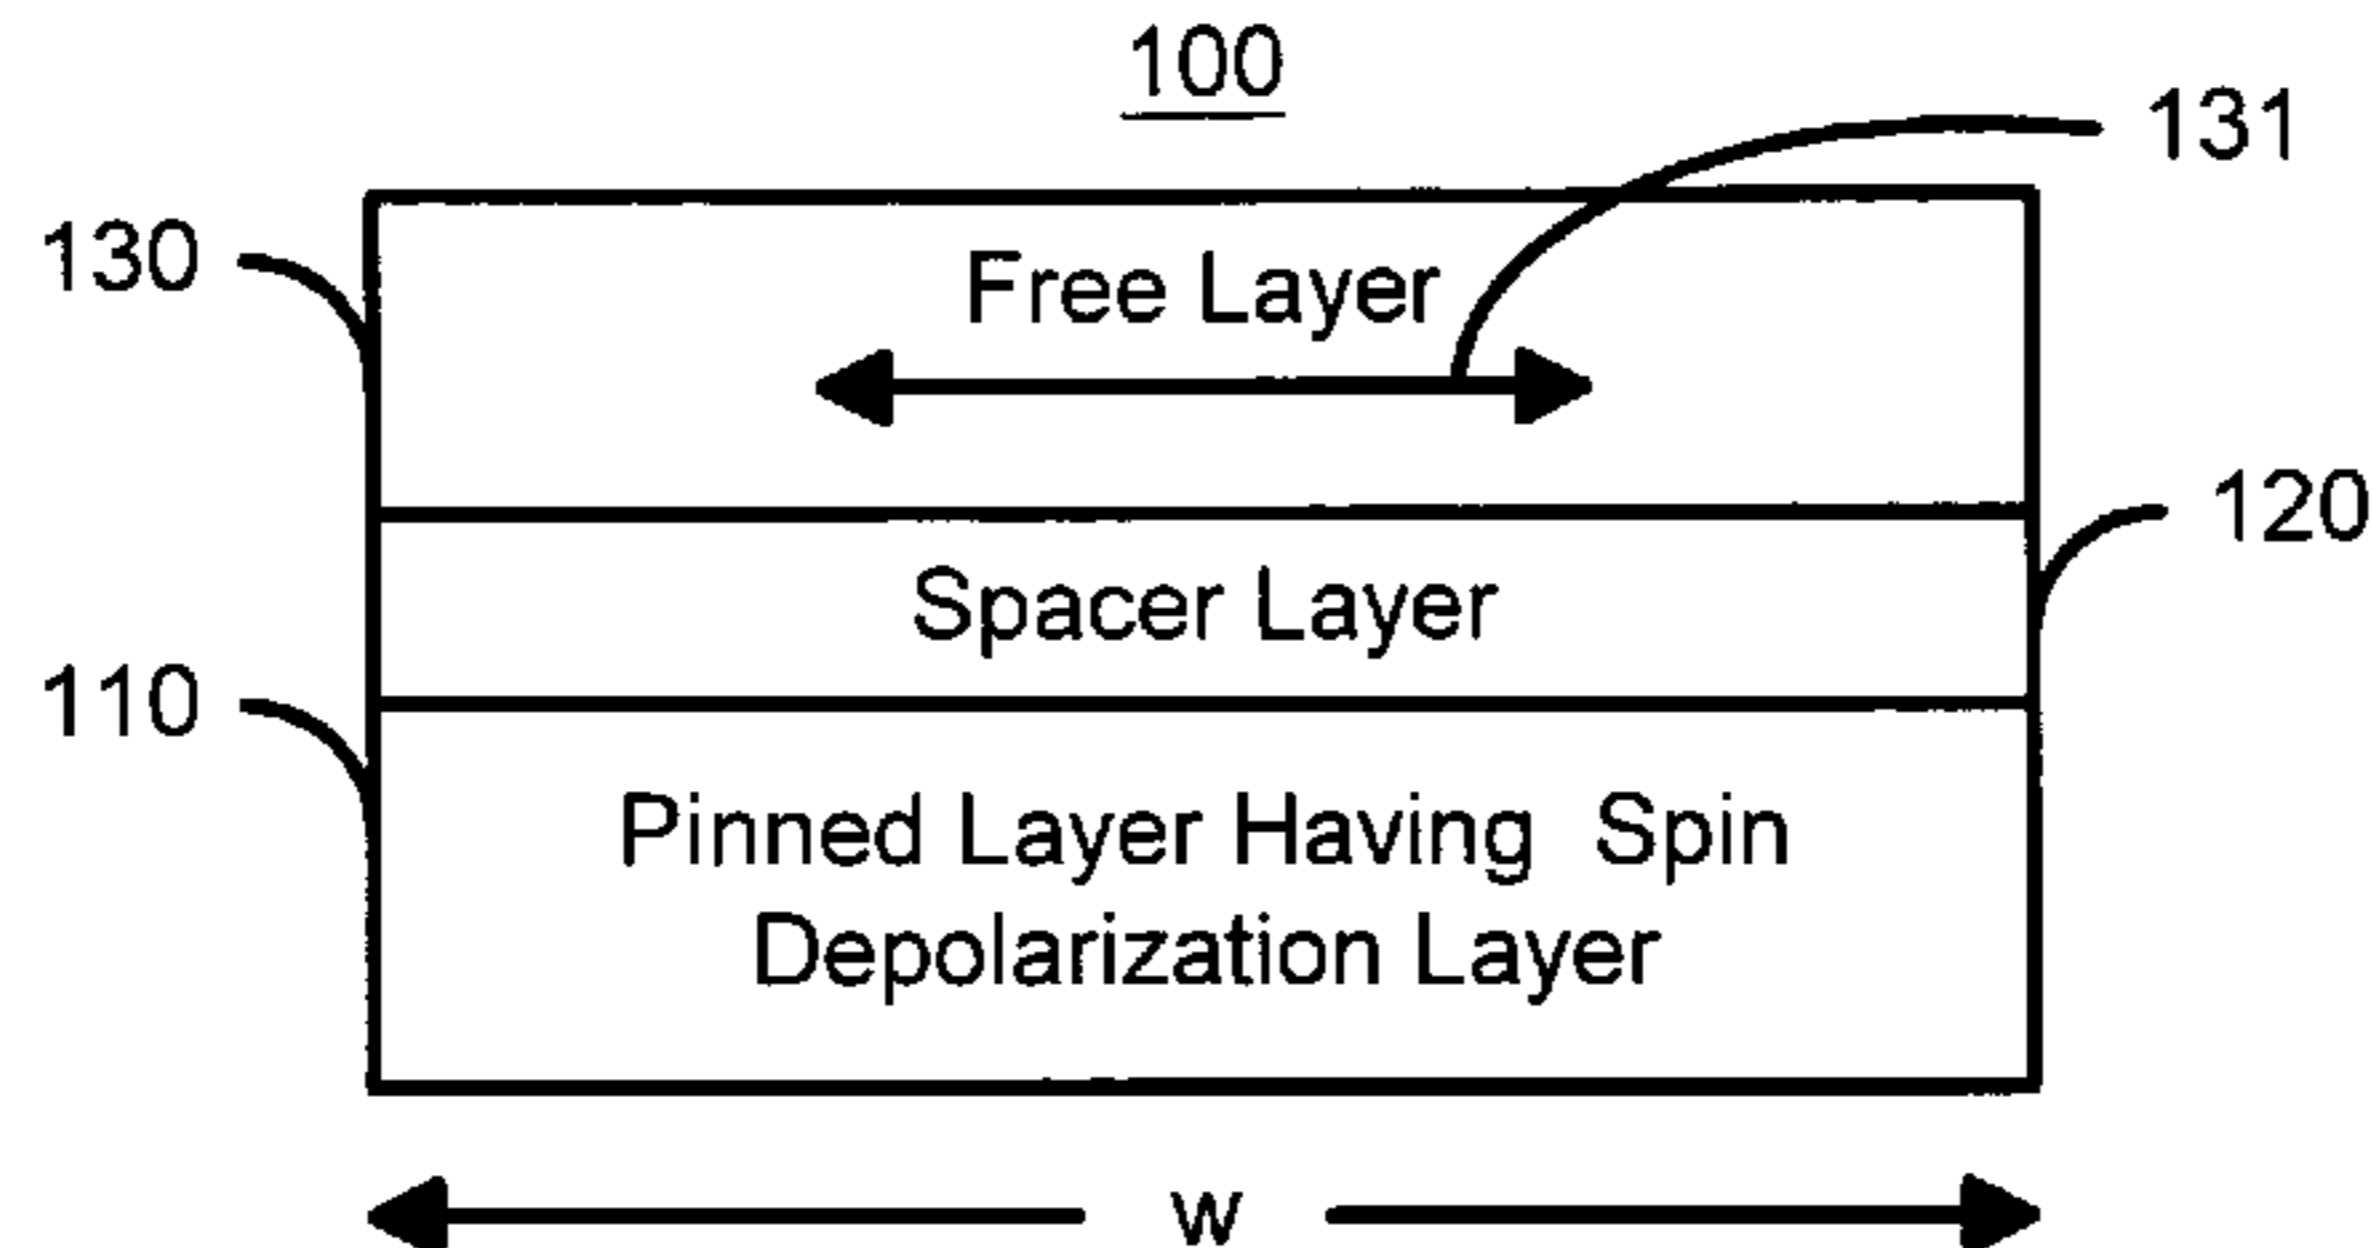 100
131
130
Free Layer
120
Spacer Layer
110
Pinned Layer Having Spin
Depolarization Layer
w